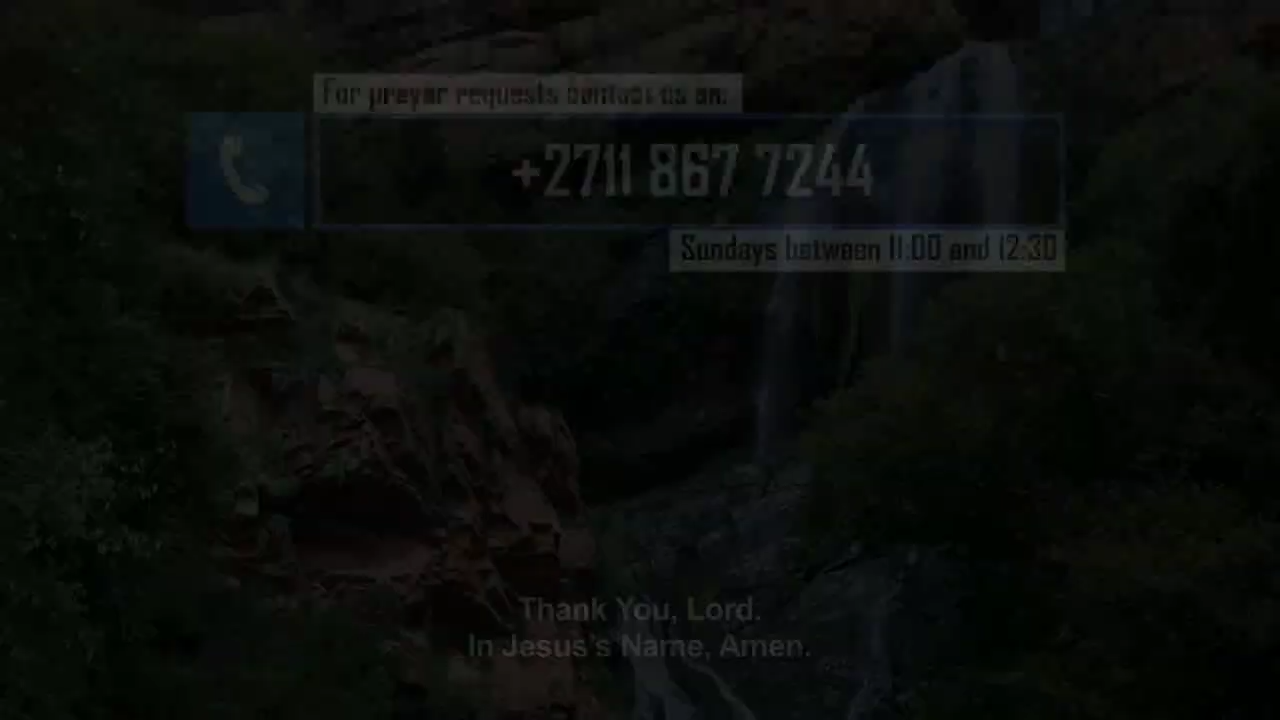 For prayer requests contact us on:
+2711 867 7244
Sundays between 11:00 and 12:30
Thank You, Lord.
In Jesus's Name, Amen.